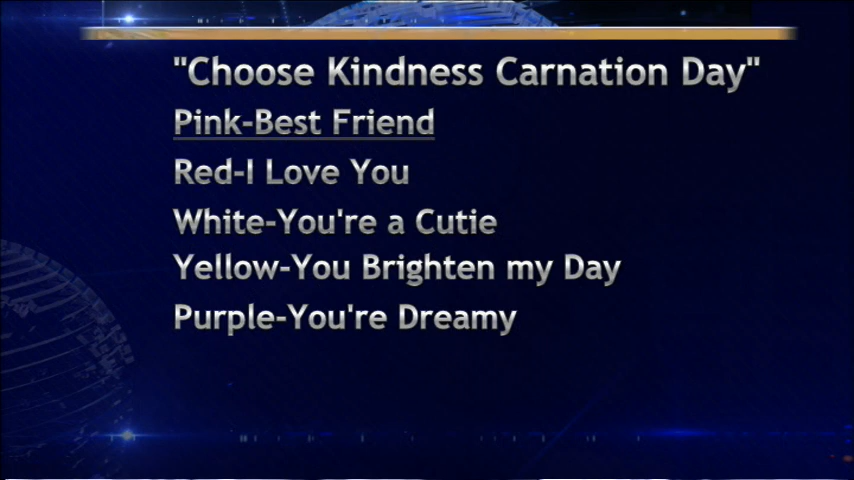 "Choose Kindness Carnation Day"
Pink-Best Friend
Red-I Love You
White-You're a Cutie
Yellow-You Brighten my Day
Purple-You're Dreamy